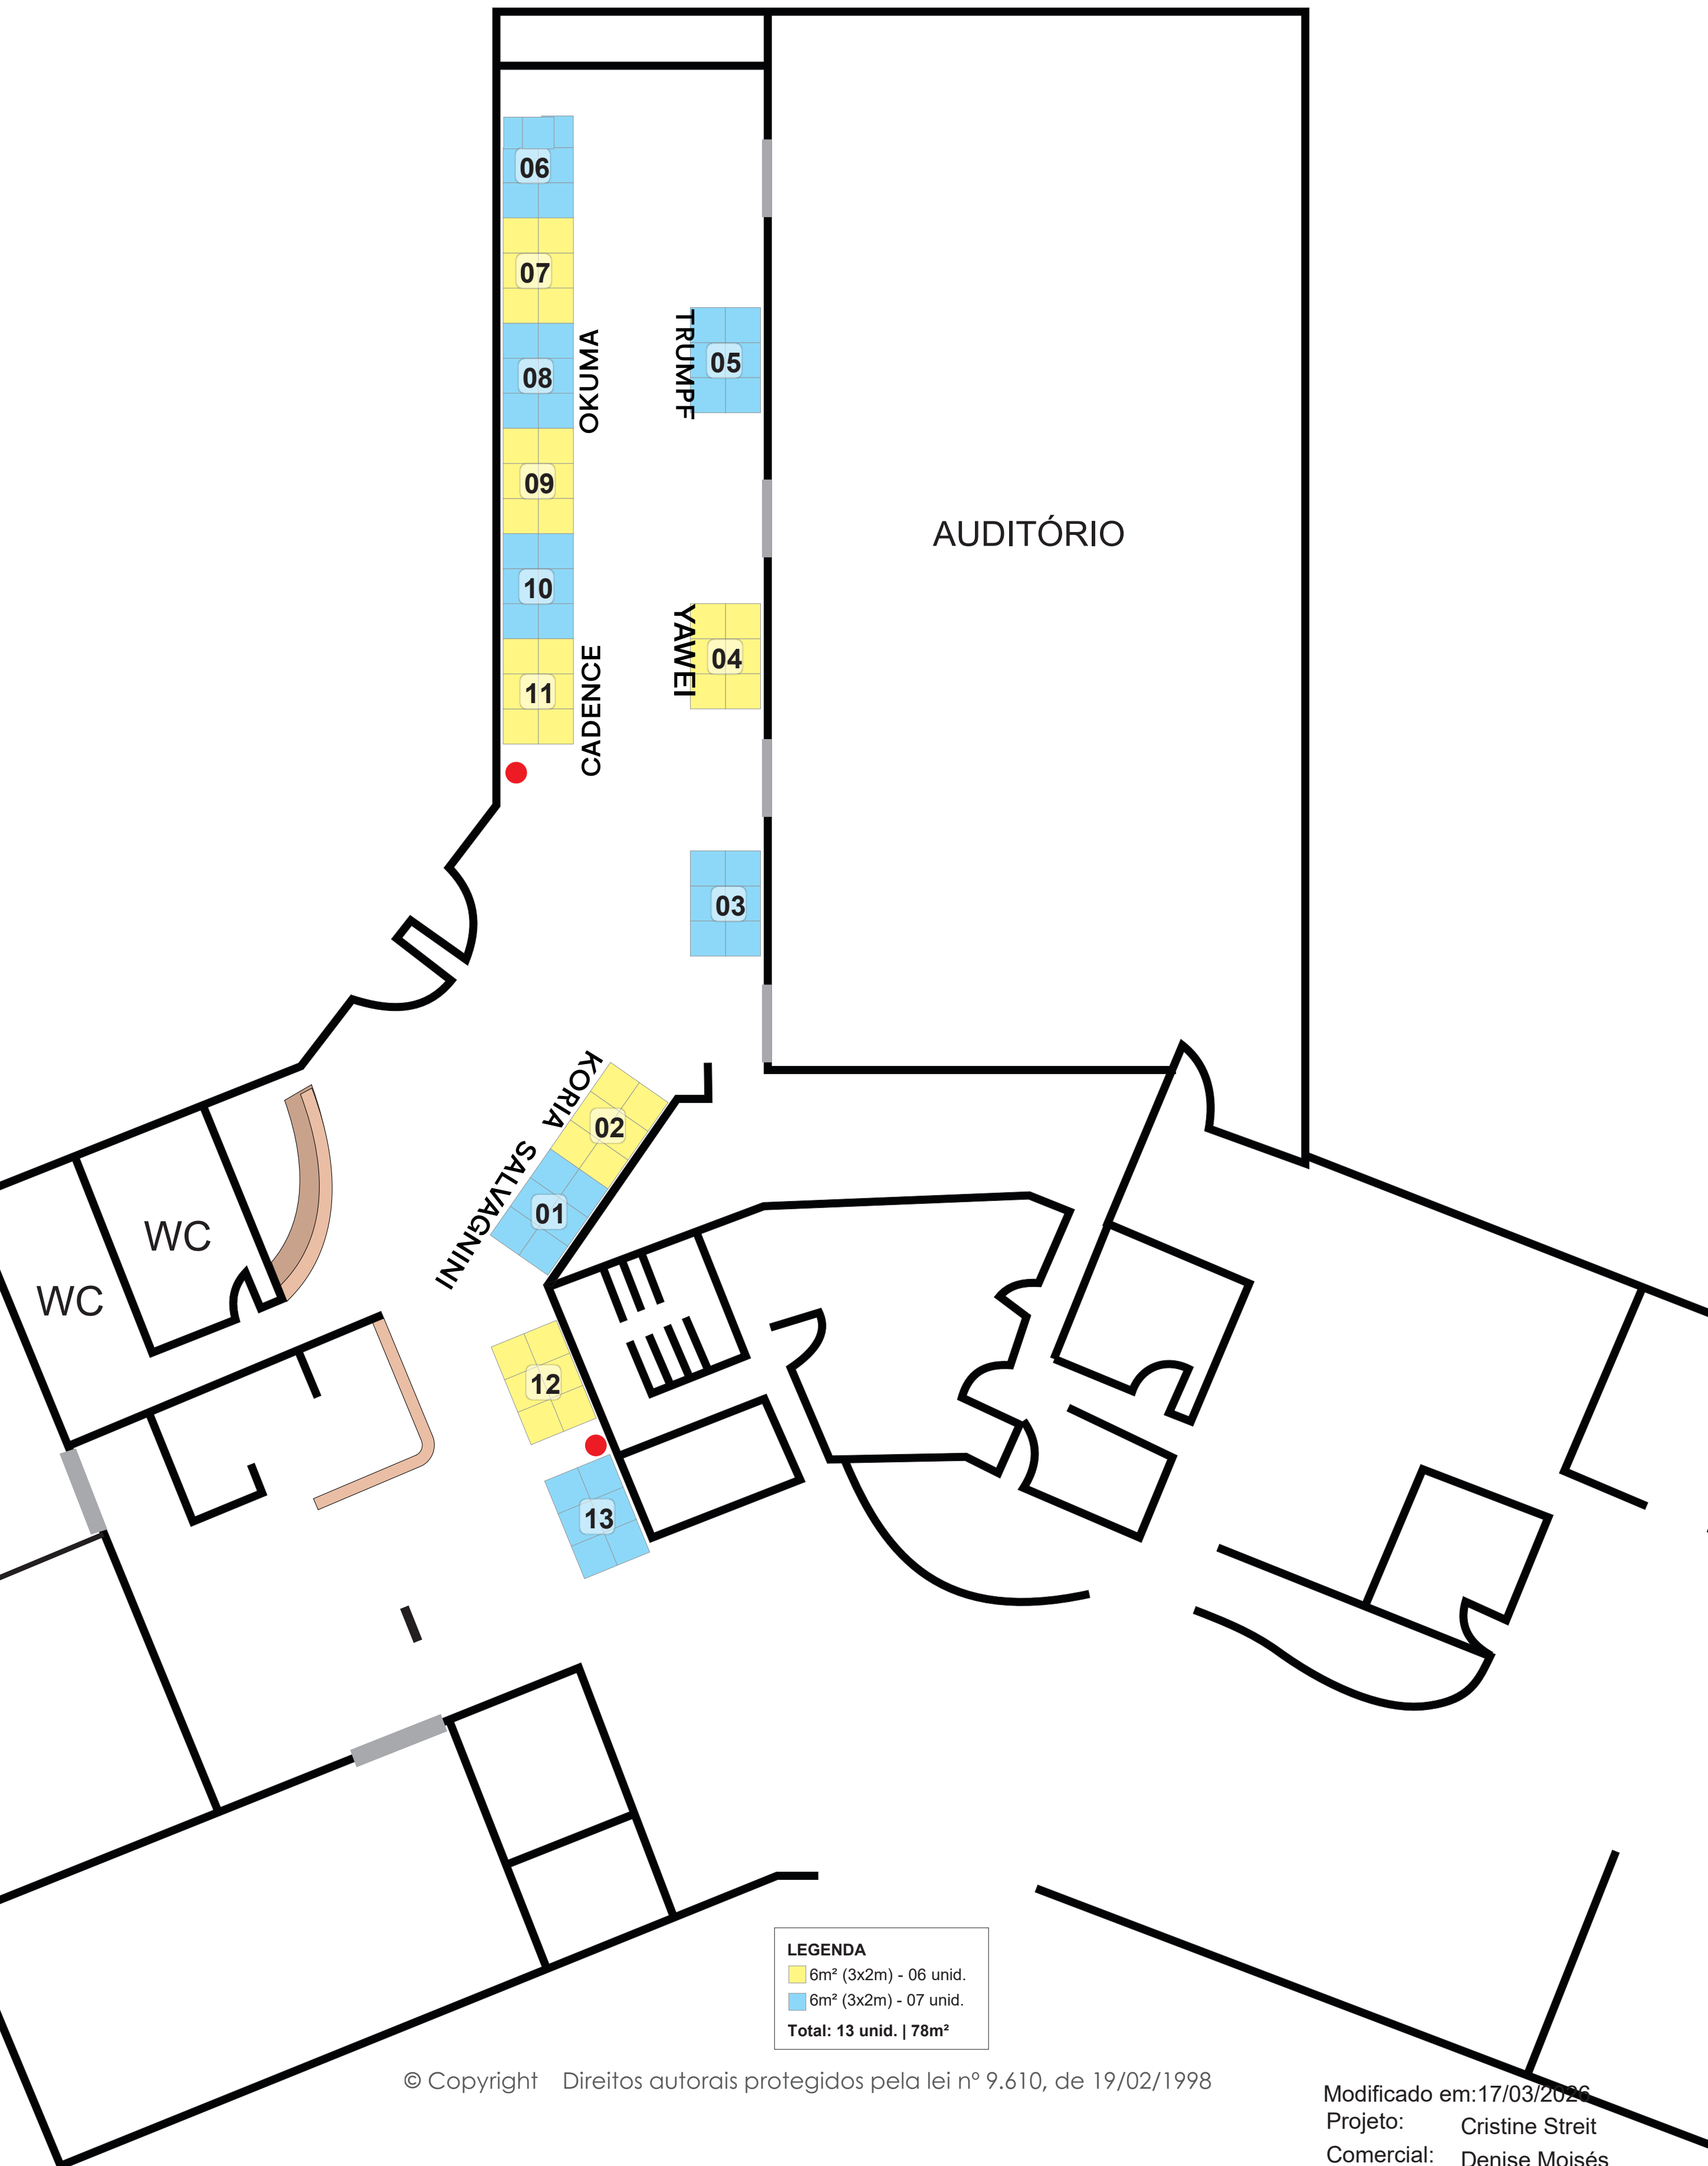 06
07
08
OKUMA
09
10
11
CADENCE
TRUMPF
05
YAWEI
04
03
AUDITÓRIO
KORIA
02
SALVAGNINI
01
WC
WC
12
13
LEGENDA
6m² (3x2m) - 06 unid.
6m² (3x2m) - 07 unid.
Total: 13 unid. | 78m²
© Copyright Direitos autorais protegidos pela lei nº 9.610, de 19/02/1998
Modificado em:17/03/2026
Projeto: Cristine Streit
Comercial: Denise Moisés